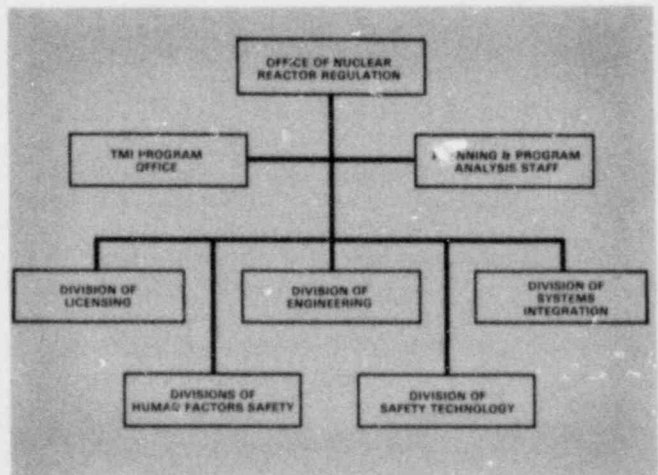 OFFICE OF NUCLEAR
REACTOR REGULATION
TMI PROGRAM
OFFICE
& PROGRAM
ANALYSIS STAFF
DIVISION OF
LICENSING
DIVISION OF
ENGINEERING
DIVISION OF
SYSTEMS
INTEGRATION
DIVISIONS OF
HUMAN FACTORS SAFETY
DIVISION OF
SAFETY TECHNOLOGY